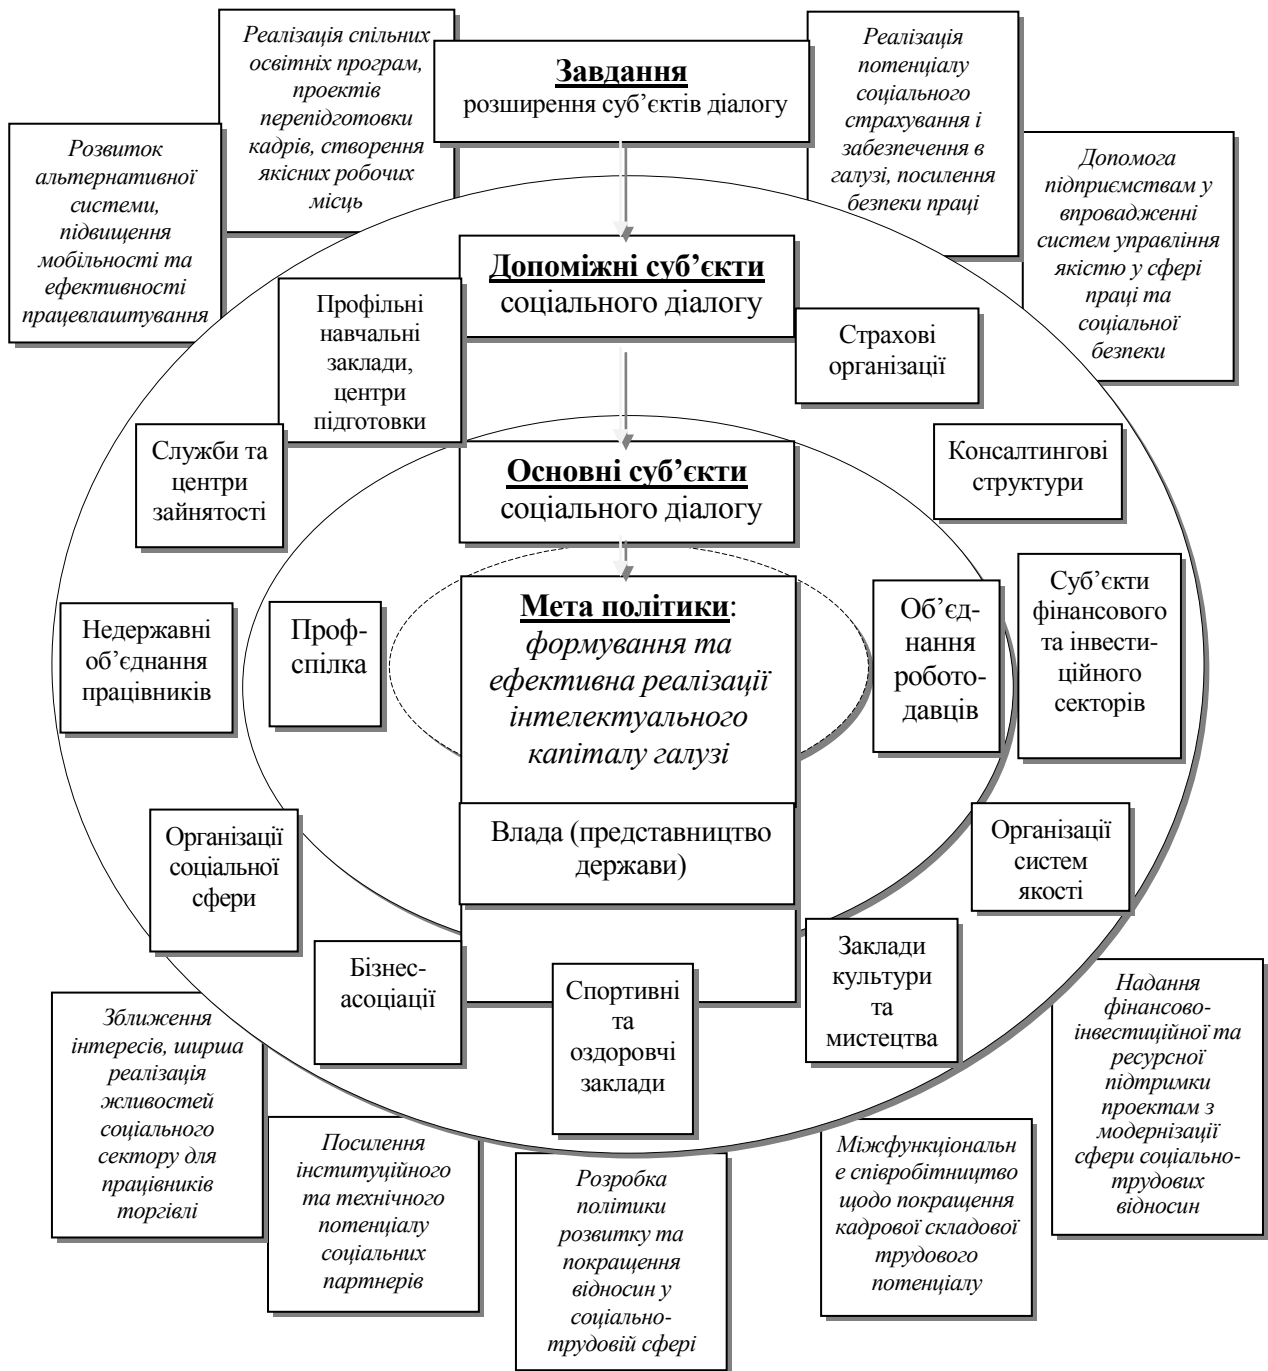 Реалізація спільних
освітніх програм,
проектів
перепідготовки
кадрів, створення
якісних робочих
місць
Завдання
розширення суб’єктів діалогу
Реалізація
потенціалу
соціального
страхування і
забезпечення в
галузі, посилення
безпеки праці
Розвиток
альтернативної
системи,
підвищення
мобільності та
ефективності
працевлаштування
Допомога
підприємствам у
впровадженні
систем управління
якістю у сфері
праці та
соціальної
безпеки
Допоміжні суб’єкти
соціального діалогу
Профільні
навчальні
заклади,
центри
підготовки
Страхові
організації
Служби та
центри
зайнятості
Консалтингові
структури
Основні суб’єкти
соціального діалогу
Недержавні
об’єднання
працівників
Проф-
спілка
Мета політики:
формування та
ефективна реалізації
інтелектуального
капіталу галузі
Об’єд-
нання
робото-
давців
Суб’єкти
фінансового
та інвести-
ційного
секторів
Влада (представництво
держави)
Організації
соціальної
сфери
Організації
систем
якості
Бізнес-
асоціації
Спортивні
та
оздоровчі
заклади
Заклади
культури
та
мистецтва
Зближення
інтересів, ширша
реалізація
жливостей
соціального
сектору для
працівників
торгівлі
Посилення
інституційного
та технічного
потенціалу
соціальних
партнерів
Розробка
політики
розвитку та
покращення
відносин у
соціально-
трудовій сфері
Міжфункціональн
е співробітництво
щодо покращення
кадрової складової
трудового
потенціалу
Надання
фінансово-
інвестиційної та
ресурсної
підтримки
проектам з
модернізації
сфери соціально-
трудових
відносин